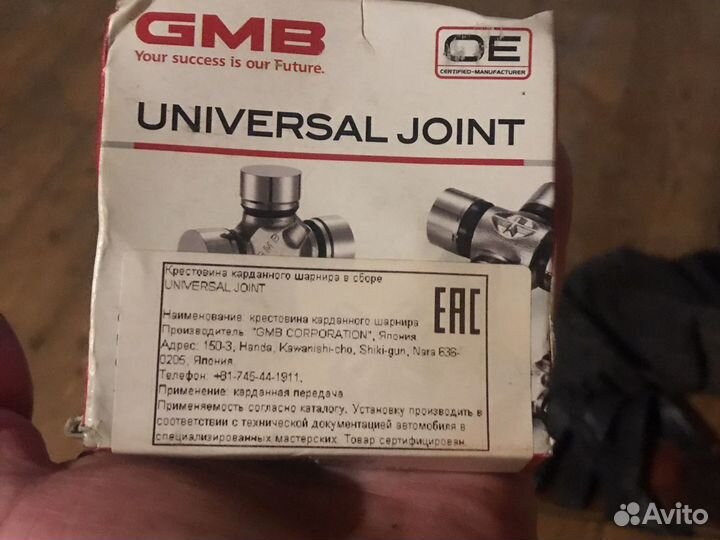 GMB
Your success is our Future.
OE
CERTIFIED-MANUFACTURER
UNIVERSAL JOINT
GMB
Крестовина карданного шарнира в сборе
UNIVERSAL JOINT
EAC
Наименование: крестовина карданного шарнира
Производитель: "GMB CORPORATION", Япония
Адрес: 150-3, Handa, Kawanishi-cho, Shiki-gun, Nara 636-
0205, Япония.
Телефон: +81-745-44-1911,
Применение: карданная передача
Применяемость согласно каталогу. Установку производить в
соответствии с технической документацией автомобиля в
специализированных мастерских. Товар сертифицирован.
Avito